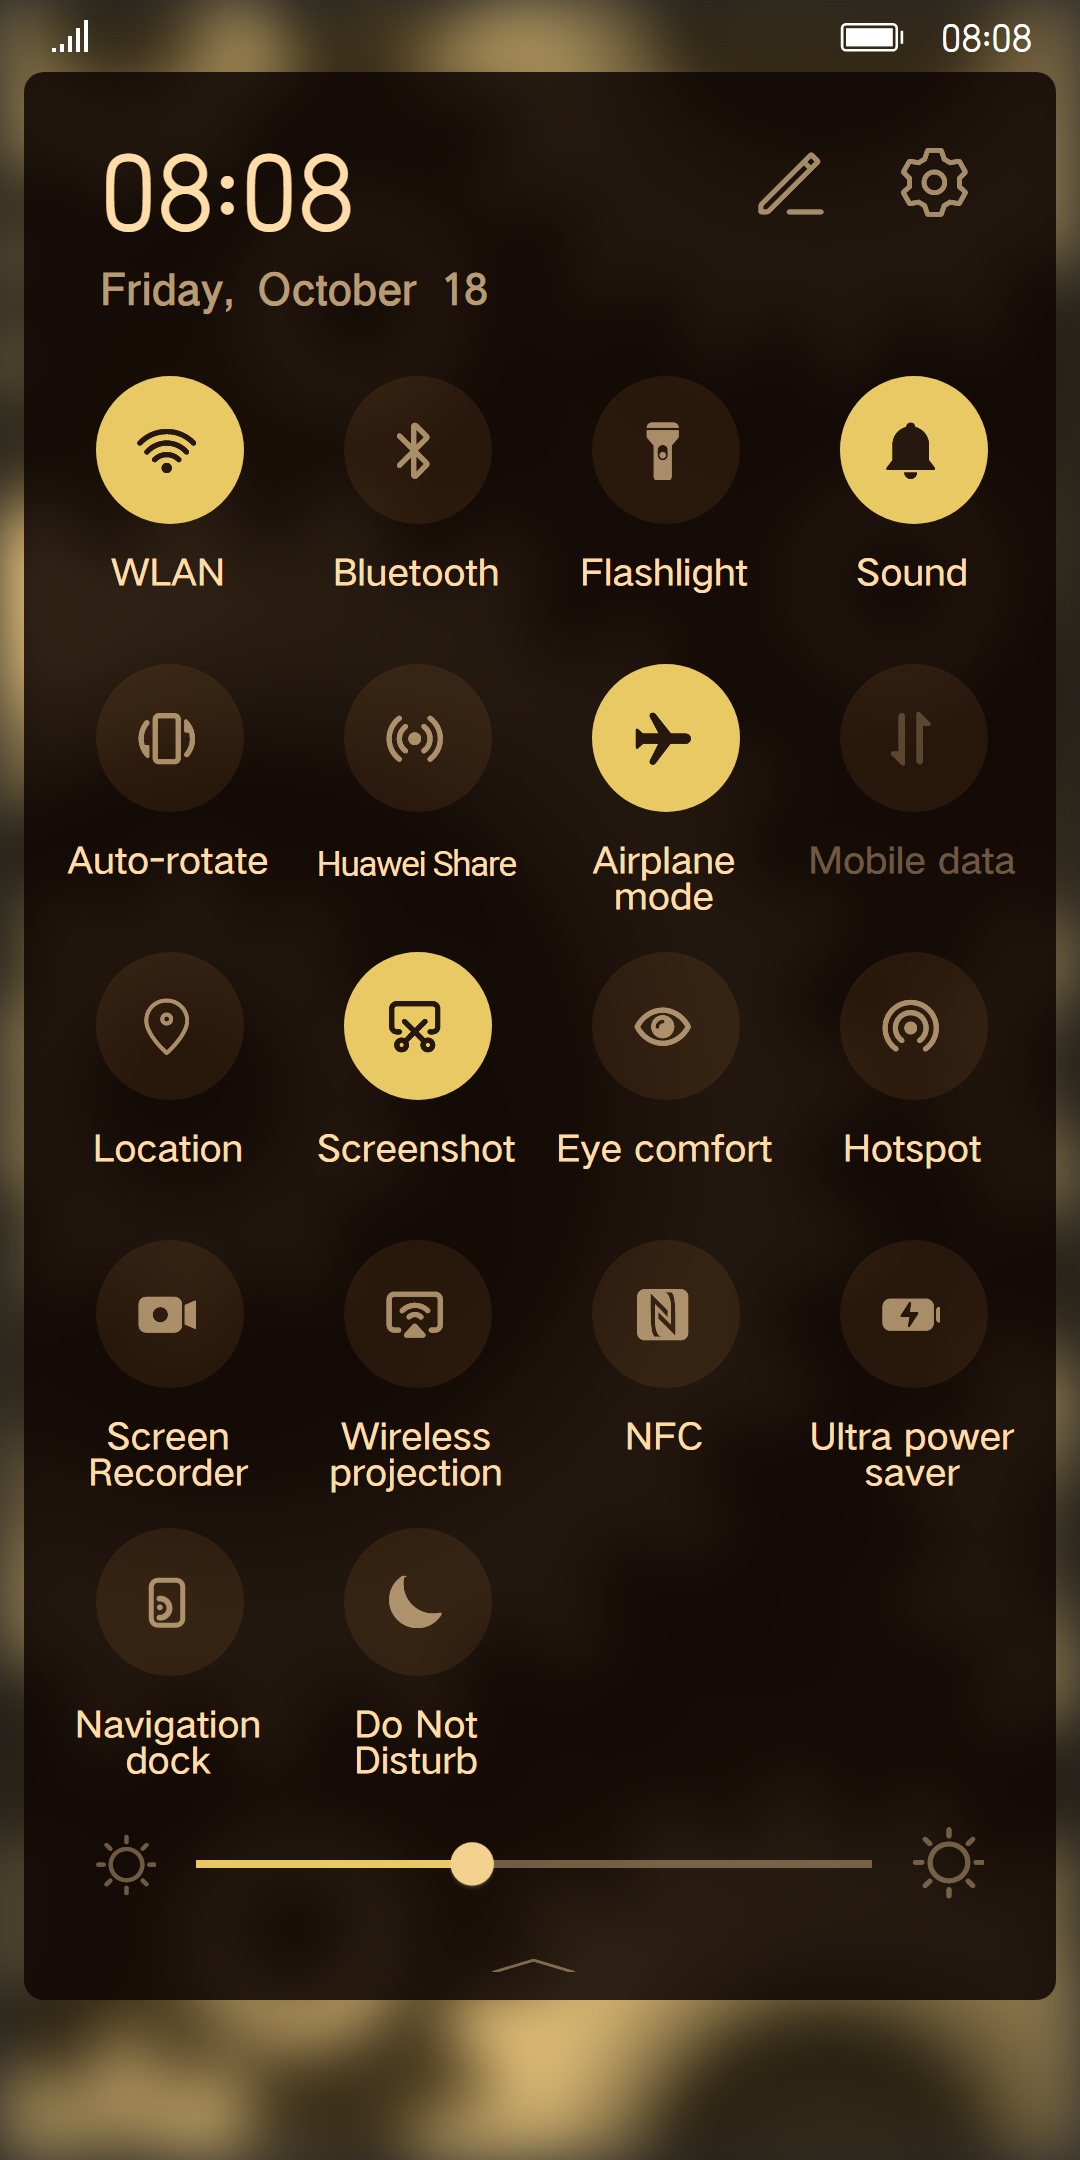 08:08
08:08
Friday, October 18
WLAN
Bluetooth
Flashlight
Sound
Auto-rotate
Huawei Share
Airplane
mode
Mobile data
Location
Screenshot
Eye comfort
Hotspot
Screen
Recorder
Wireless
projection
NFC
Ultra power
saver
Navigation
dock
Do Not
Disturb